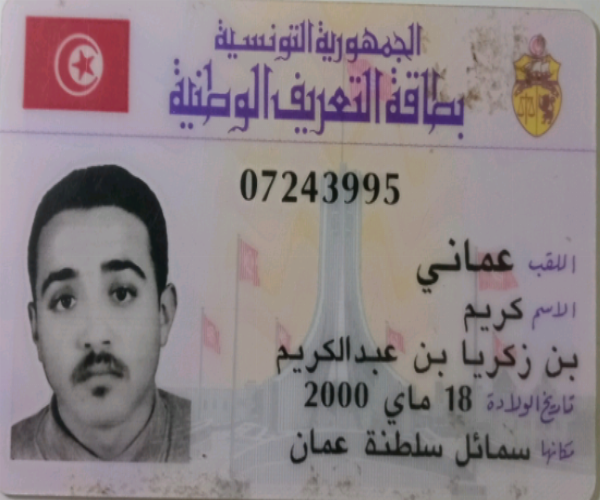 الجمهورية التونسية
بطاقة التعريف الوطنية
07243995
اللقب عماني
الاسم كريم
بن زكريا بن عبدالكريم
تاريخ الولادة 18 ماي 2000
مكانها سمائل سلطنة عمان